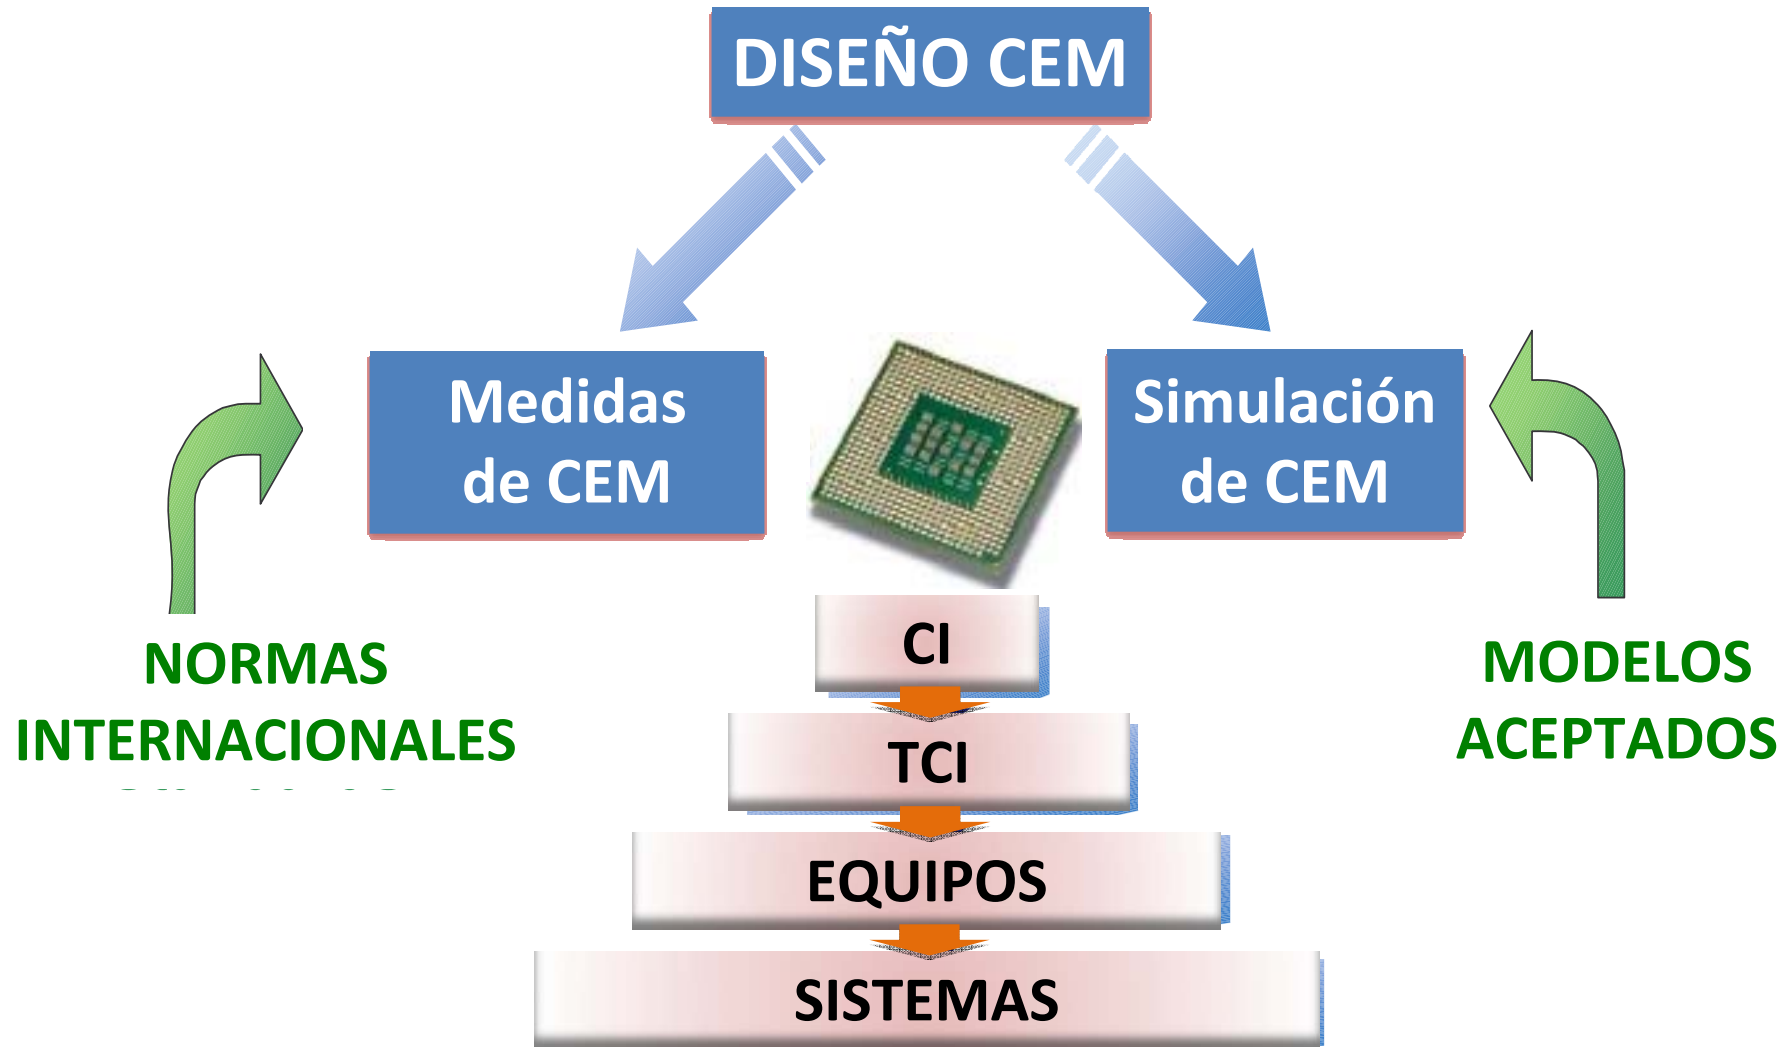 DISEÑO CEM
Medidas
de CEM
Simulación
de CEM
NORMAS
INTERNACIONALES
MODELOS
ACEPTADOS
CI
TCI
EQUIPOS
SISTEMAS